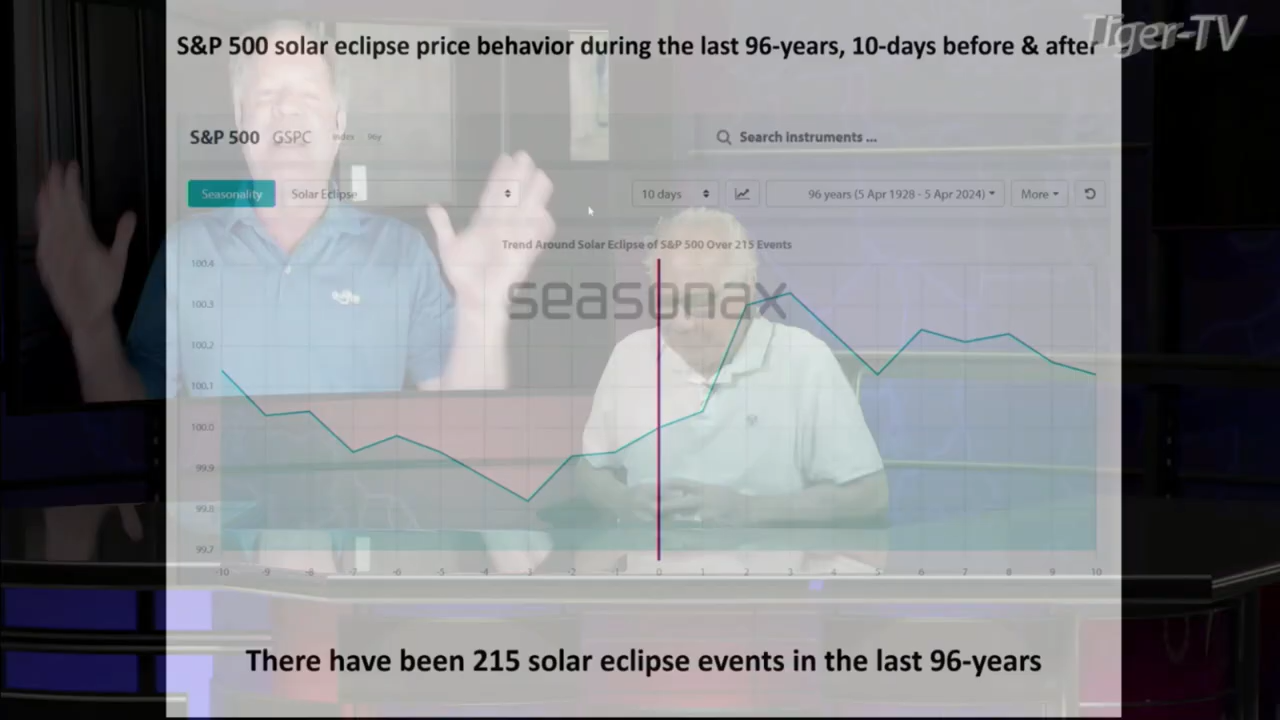 Tiger-TV
S&P 500 solar eclipse price behavior during the last 96-years, 10-days before & after
S&P 500 GSPC Index 96y
Search Instruments ...
Seasonality Solar Eclipse 10 days 96 years (5 Apr 1928 - 5 Apr 2024) More
Trend Around Solar Eclipse of S&P 500 Over 215 Events
seasonax
100.4
100.3
100.2
100.1
100.0
99.9
99.8
99.7
-10 -9 -8 -7 -6 -5 -4 -3 -2 -1 0 1 2 3 4 5 6 7 8 9 10
There have been 215 solar eclipse events in the last 96-years